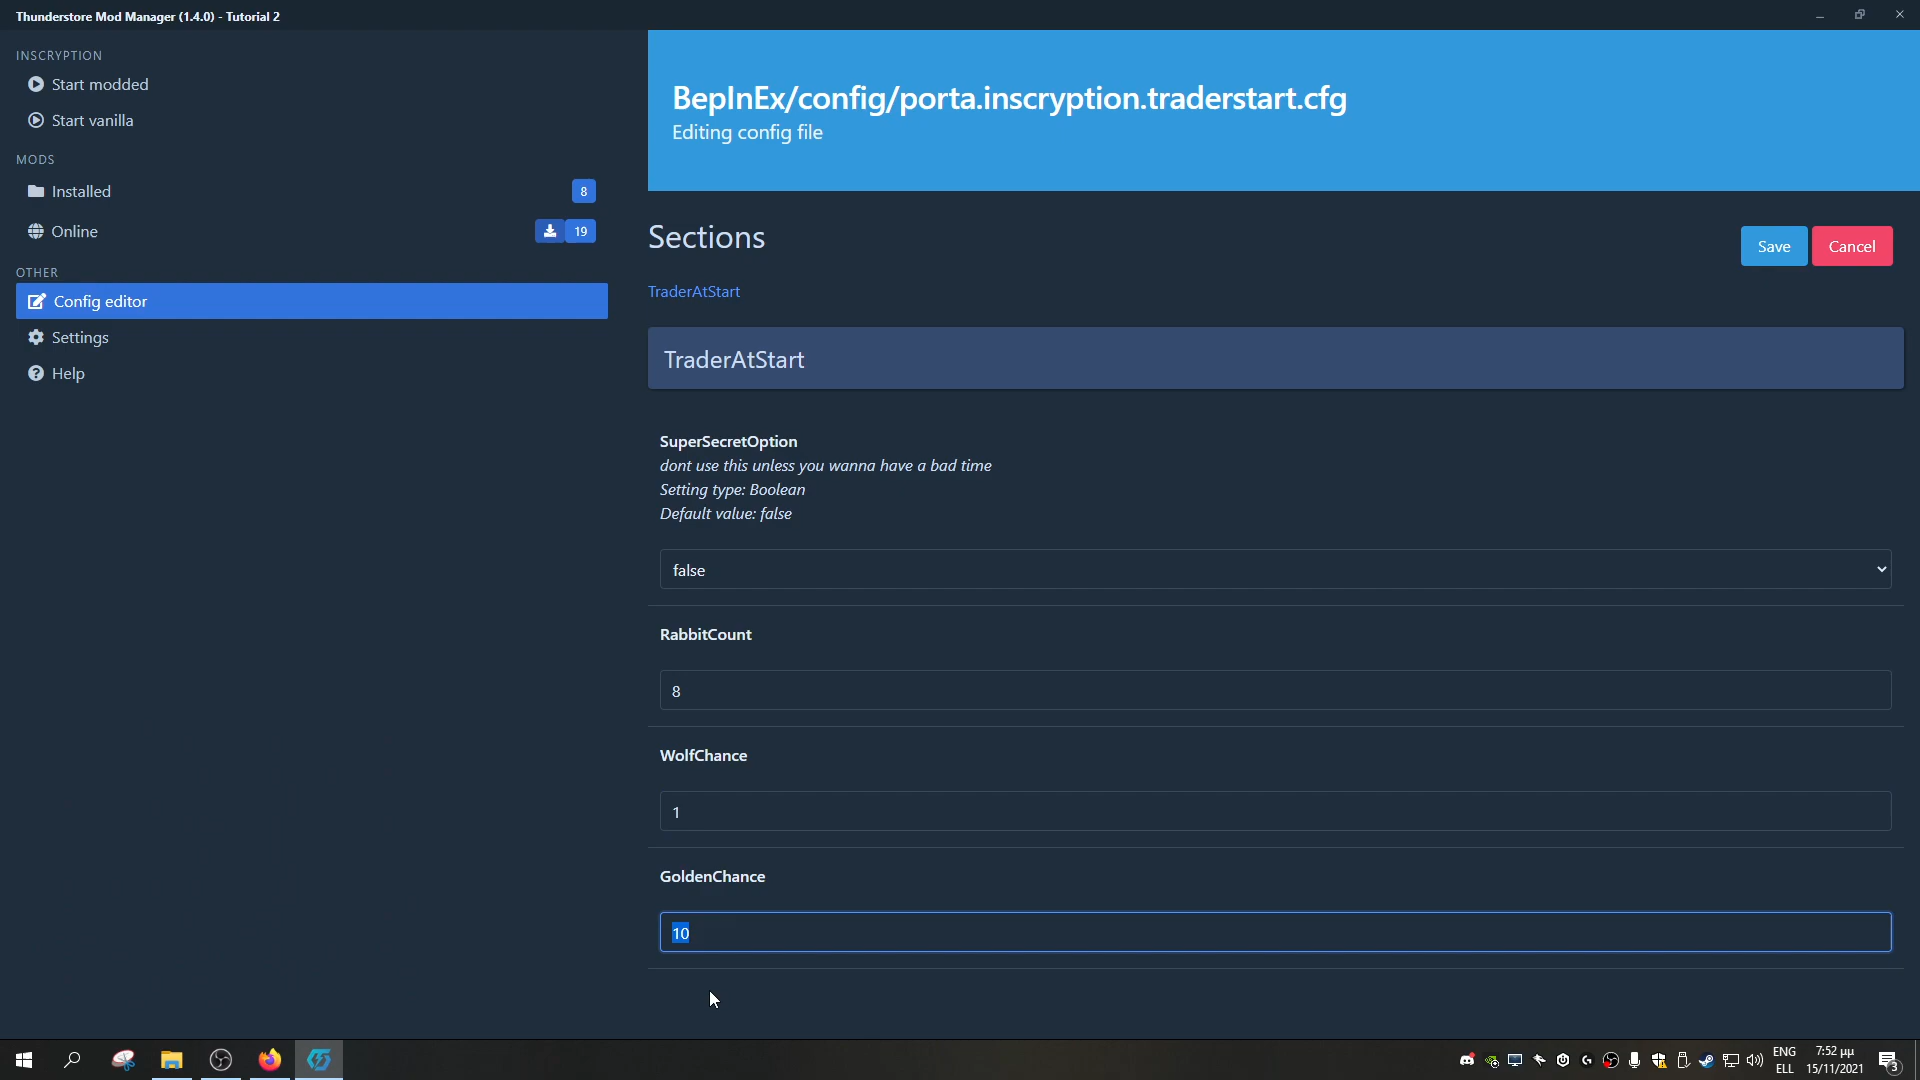 Thunderstore Mod Manager (1.4.0) - Tutorial 2
INSCRYPTION
Start modded
Start vanilla
MODS
Installed
8
Online
19
OTHER
Config editor
Settings
Help
BepInEx/config/porta.inscryption.traderstart.cfg
Editing config file
Sections
Save
Cancel
TraderAtStart
TraderAtStart
SuperSecretOption
dont use this unless you wanna have a bad time
Setting type: Boolean
Default value: false
false
RabbitCount
8
WolfChance
1
GoldenChance
10
ENG
ELL
7:52 μμ
15/11/2021
3